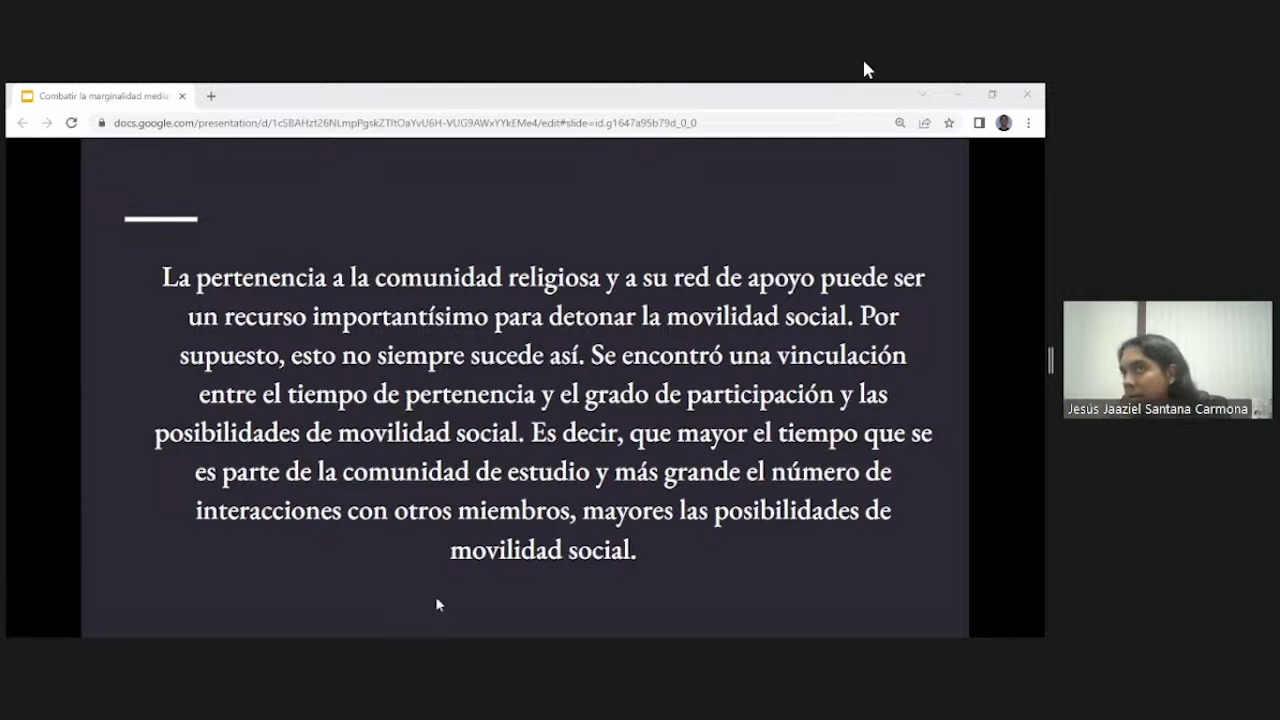 Combatir la marginalidad media
docs.google.com/presentation/d/1cSBAHzt26NLmpPgskZTltOaYvU6H-VUG9AWxYYkEMe4/edit#slide=id.g1647a95b79d_0_0
La pertenencia a la comunidad religiosa y a su red de apoyo puede ser
un recurso importantísimo para detonar la movilidad social. Por
supuesto, esto no siempre sucede así. Se encontró una vinculación
entre el tiempo de pertenencia y el grado de participación y las
posibilidades de movilidad social. Es decir, que mayor el tiempo que se
es parte de la comunidad de estudio y más grande el número de
interacciones con otros miembros, mayores las posibilidades de
movilidad social.
Jesús Jaaziel Santana Carmona